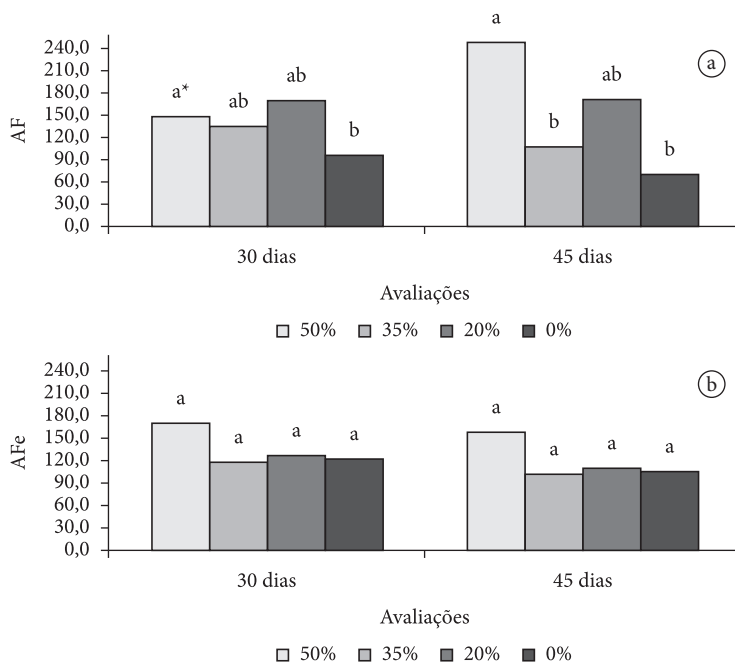 a
AF
240,0
210,0
180,0
150,0
120,0
90,0
60,0
30,0
0,0
a* ab ab b
a b ab b
30 dias 45 dias
Avaliações
50% 35% 20% 0%
b
AFe
240,0
210,0
180,0
150,0
120,0
90,0
60,0
30,0
0,0
a a a a
a a a a
30 dias 45 dias
Avaliações
50% 35% 20% 0%